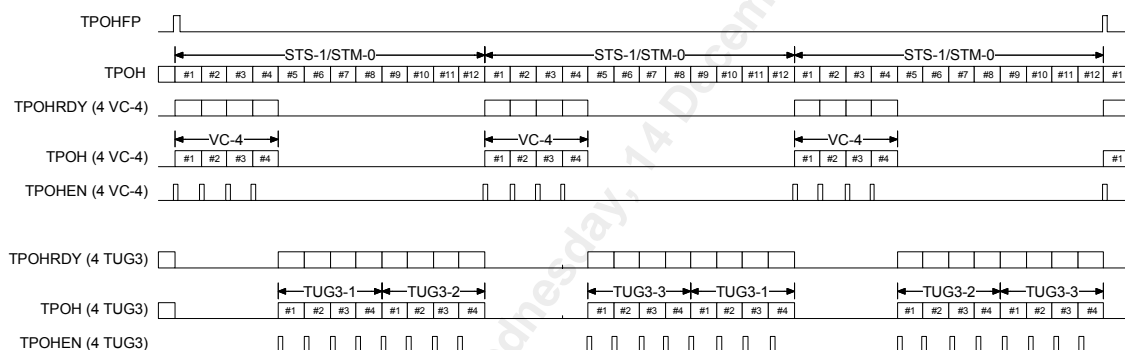 TPOHFP
STS-1/STM-0 STS-1/STM-0 STS-1/STM-0
TPOH #1 #2 #3 #4 #5 #6 #7 #8 #9 #10 #11 #12 #1 #2 #3 #4 #5 #6 #7 #8 #9 #10 #11 #12 #1 #2 #3 #4 #5 #6 #7 #8 #9 #10 #11 #12 #1
TPOHRDY (4 VC-4)
VC-4 VC-4 VC-4
TPOH (4 VC-4) #1 #2 #3 #4 #1 #2 #3 #4 #1 #2 #3 #4 #1
TPOHEN (4 VC-4)
TPOHRDY (4 TUG3)
TUG3-1 TUG3-2 TUG3-3 TUG3-1 TUG3-2 TUG3-3
TPOH (4 TUG3) #1 #2 #3 #4 #1 #2 #3 #4 #1 #2 #3 #4 #1 #2 #3 #4 #1 #2 #3 #4 #1 #2 #3 #4
TPOHEN (4 TUG3)
14